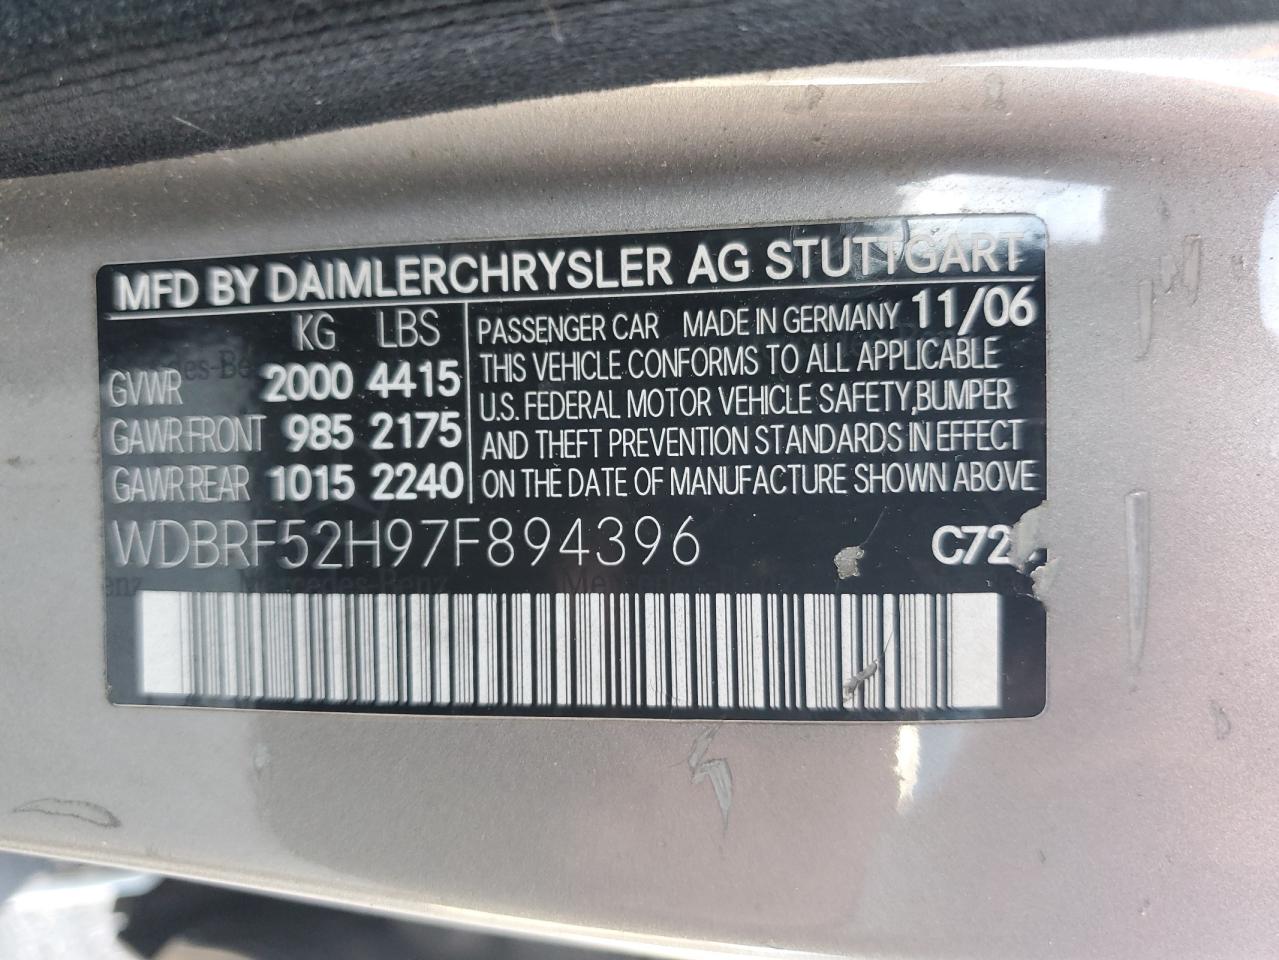 MFD BY DAIMLERCHRYSLER AG STUTTGART
KG LBS
GVWR 2000 4415
GAWR FRONT 985 2175
GAWR REAR 1015 2240
PASSENGER CAR MADE IN GERMANY 11/06
THIS VEHICLE CONFORMS TO ALL APPLICABLE
U.S. FEDERAL MOTOR VEHICLE SAFETY, BUMPER
AND THEFT PREVENTION STANDARDS IN EFFECT
ON THE DATE OF MANUFACTURE SHOWN ABOVE
WDBRF52H97F894396
Mercedes-Benz